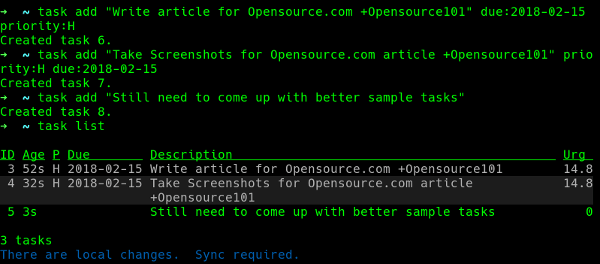 ➜  ~ task add "Write article for Opensource.com +Opensource101" due:2018-02-15
priority:H
Created task 6.
➜  ~ task add "Take Screenshots for Opensource.com article +Opensource101" prio
rity:H due:2018-02-15
Created task 7.
➜  ~ task add "Still need to come up with better sample tasks"
Created task 8.
➜  ~ task list
ID Age P Due        Description                                            Urg
3 52s H 2018-02-15 Write article for Opensource.com +Opensource101        14.8
4 32s H 2018-02-15 Take Screenshots for Opensource.com article            14.8
+Opensource101
5 3s               Still need to come up with better sample tasks            0
3 tasks
There are local changes.  Sync required.